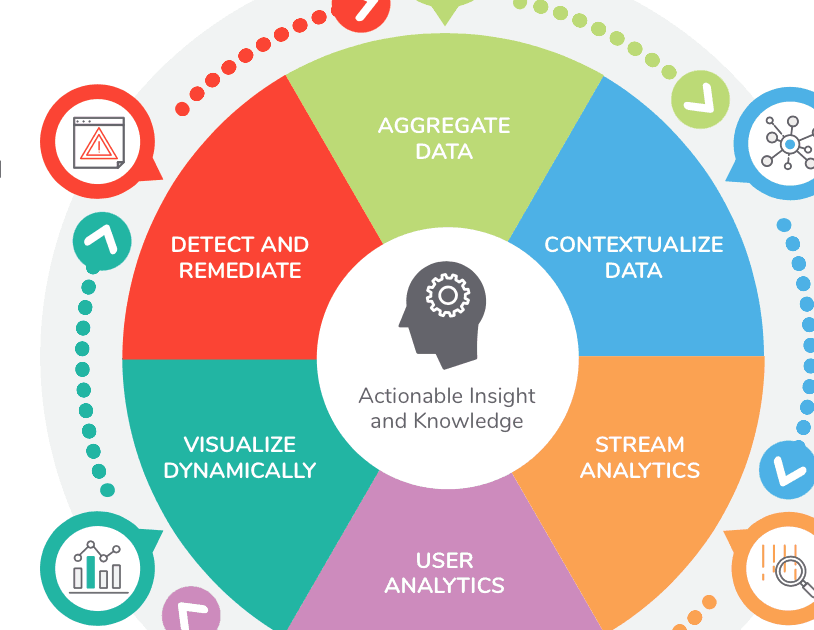 AGGREGATE
DATA
DETECT AND
REMEDIATE
CONTEXTUALIZE
DATA
Actionable Insight
and Knowledge
VISUALIZE
DYNAMICALLY
STREAM
ANALYTICS
USER
ANALYTICS